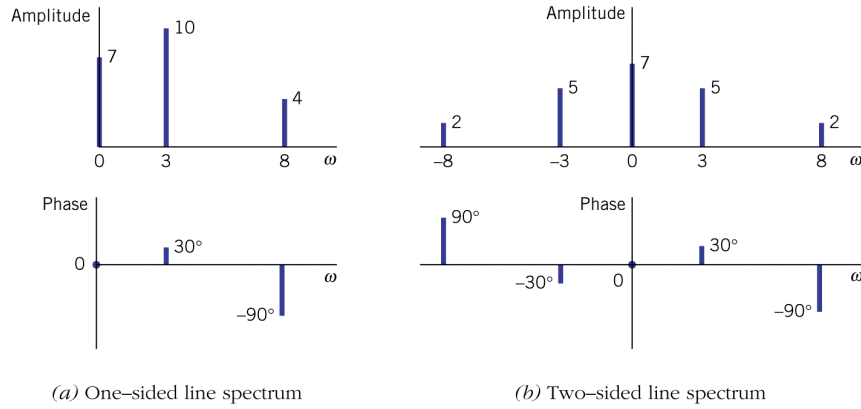 Amplitude
10
7
4
0 3 8 ω
Phase
30°
0
ω
–90°
(a) One–sided line spectrum
Amplitude
7
5 5
2 2
–8 –3 0 3 8 ω
Phase
90°
30°
–30° 0 ω
–90°
(b) Two–sided line spectrum